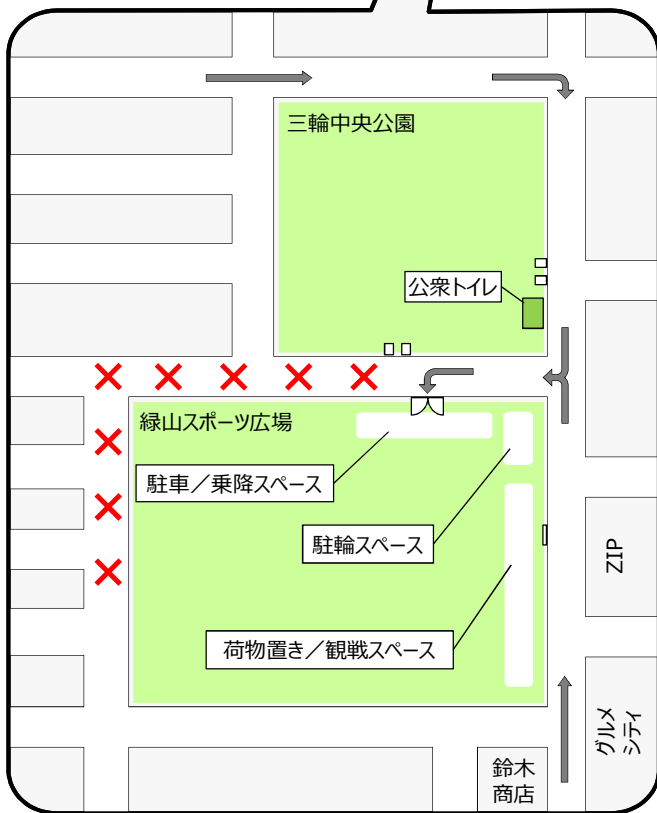 三輪中央公園
公衆トイレ
緑山スポーツ広場
駐車／乗降スペース
駐輪スペース
ZIP
荷物置き／観戦スペース
グルメ
シティ
鈴木
商店